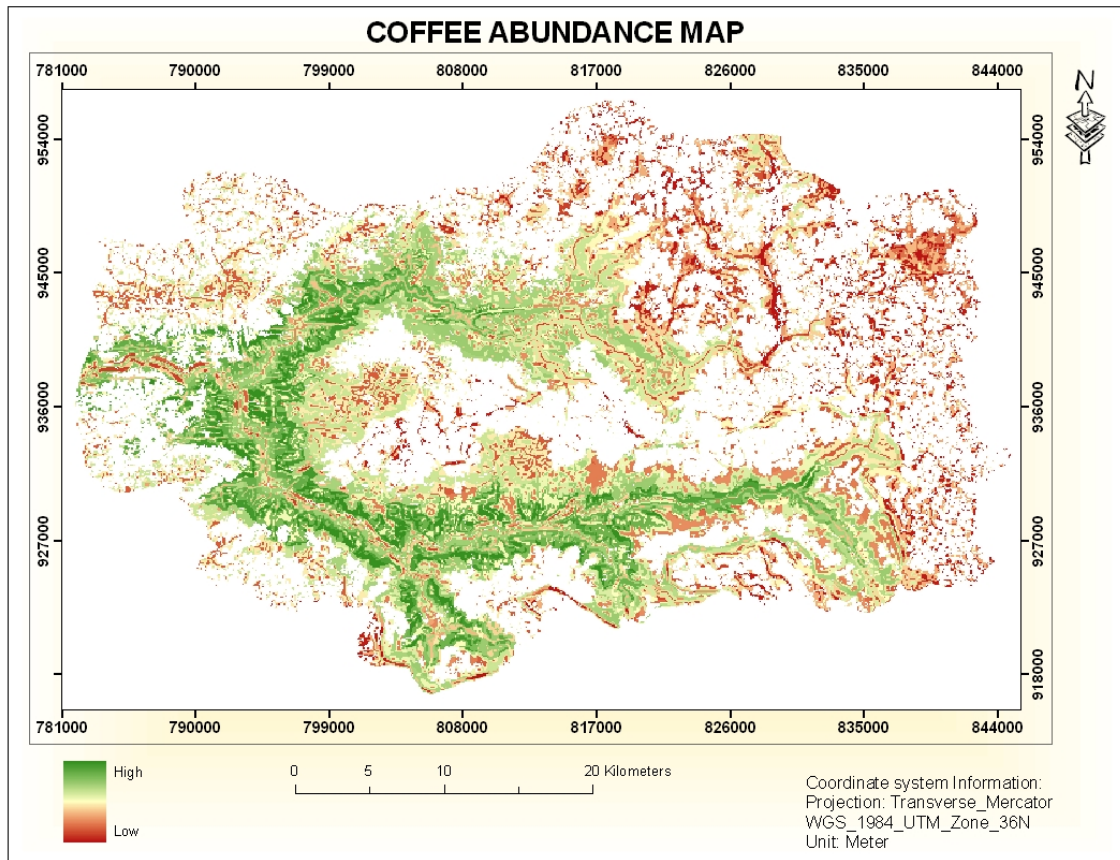 COFFEE ABUNDANCE MAP
781000 790000 799000 808000 817000 826000 835000 844000
N
954000 954000
945000 945000
936000 936000
927000 927000
918000
781000 790000 799000 808000 817000 826000 835000 844000
High
Low
0 5 10 20 Kilometers
Coordinate system Information:
Projection: Transverse_Mercator
WGS_1984_UTM_Zone_36N
Unit: Meter